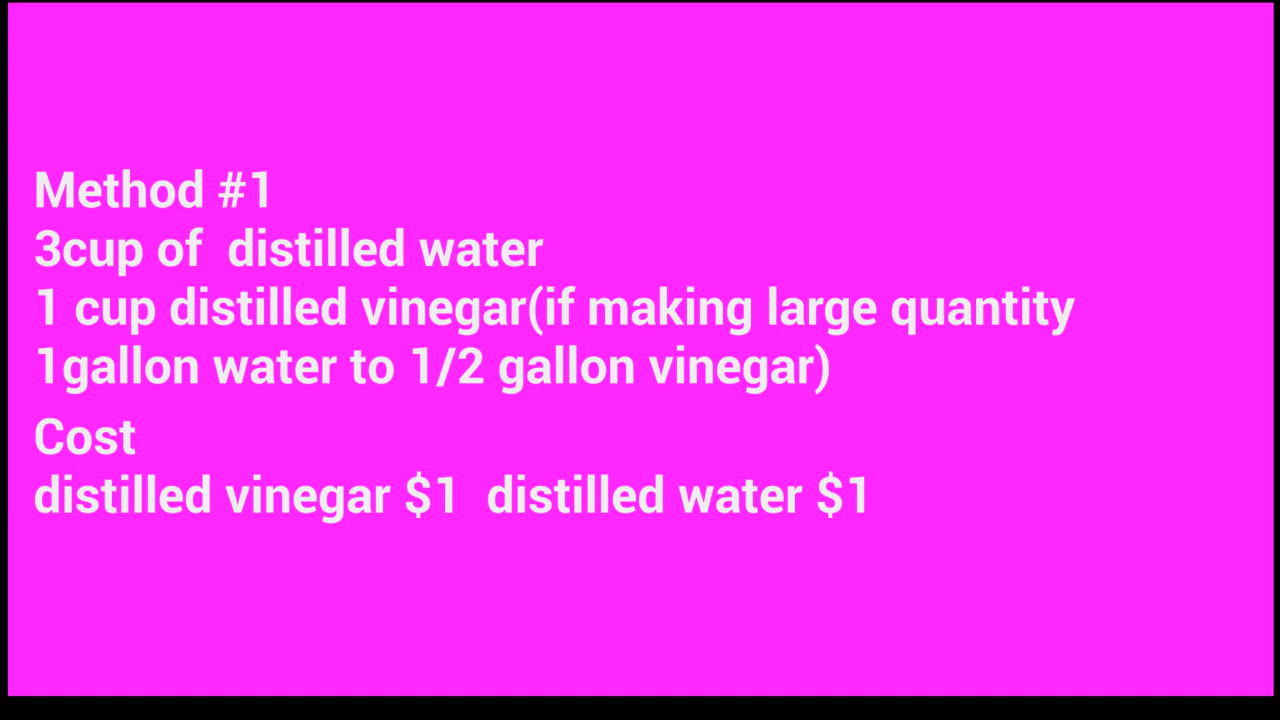 Method #1
3cup of  distilled water
1 cup distilled vinegar(if making large quantity
1gallon water to 1/2 gallon vinegar)
Cost
distilled vinegar $1  distilled water $1